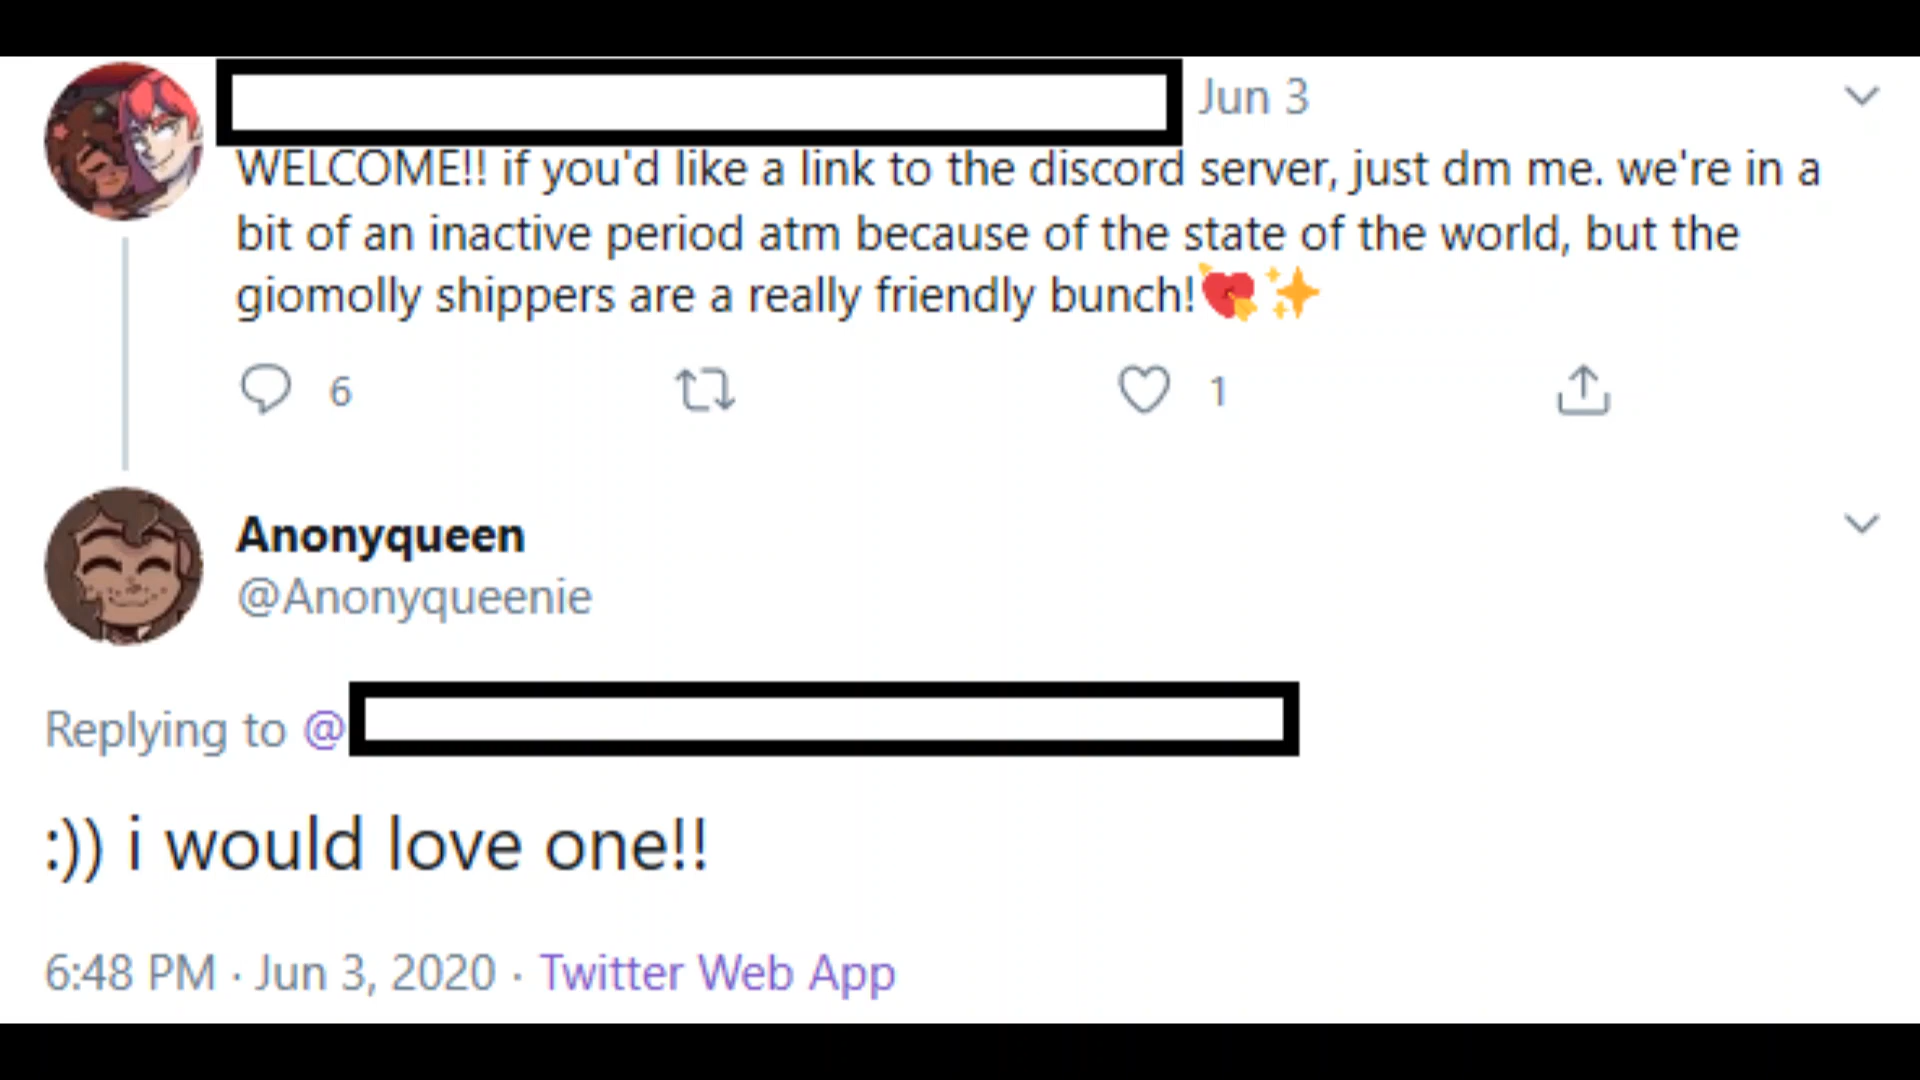 Jun 3
WELCOME!! if you'd like a link to the discord server, just dm me. we're in a
bit of an inactive period atm because of the state of the world, but the
giomolly shippers are a really friendly bunch!💘✨
6 1
Anonyqueen
@Anonyqueenie
Replying to @
:)) i would love one!!
6:48 PM · Jun 3, 2020 · Twitter Web App